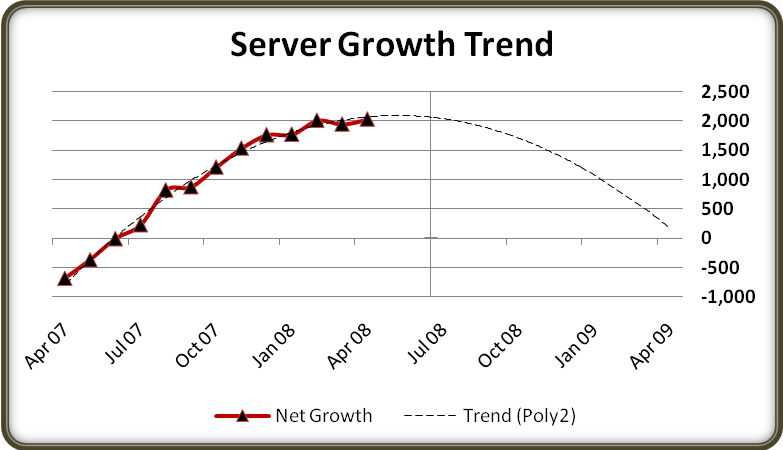 Server Growth Trend
2,500
2,000
1,500
1,000
500
0
-500
-1,000
Apr 07
Jul 07
Oct 07
Jan 08
Apr 08
Jul 08
Oct 08
Jan 09
Apr 09
Net Growth
Trend (Poly2)